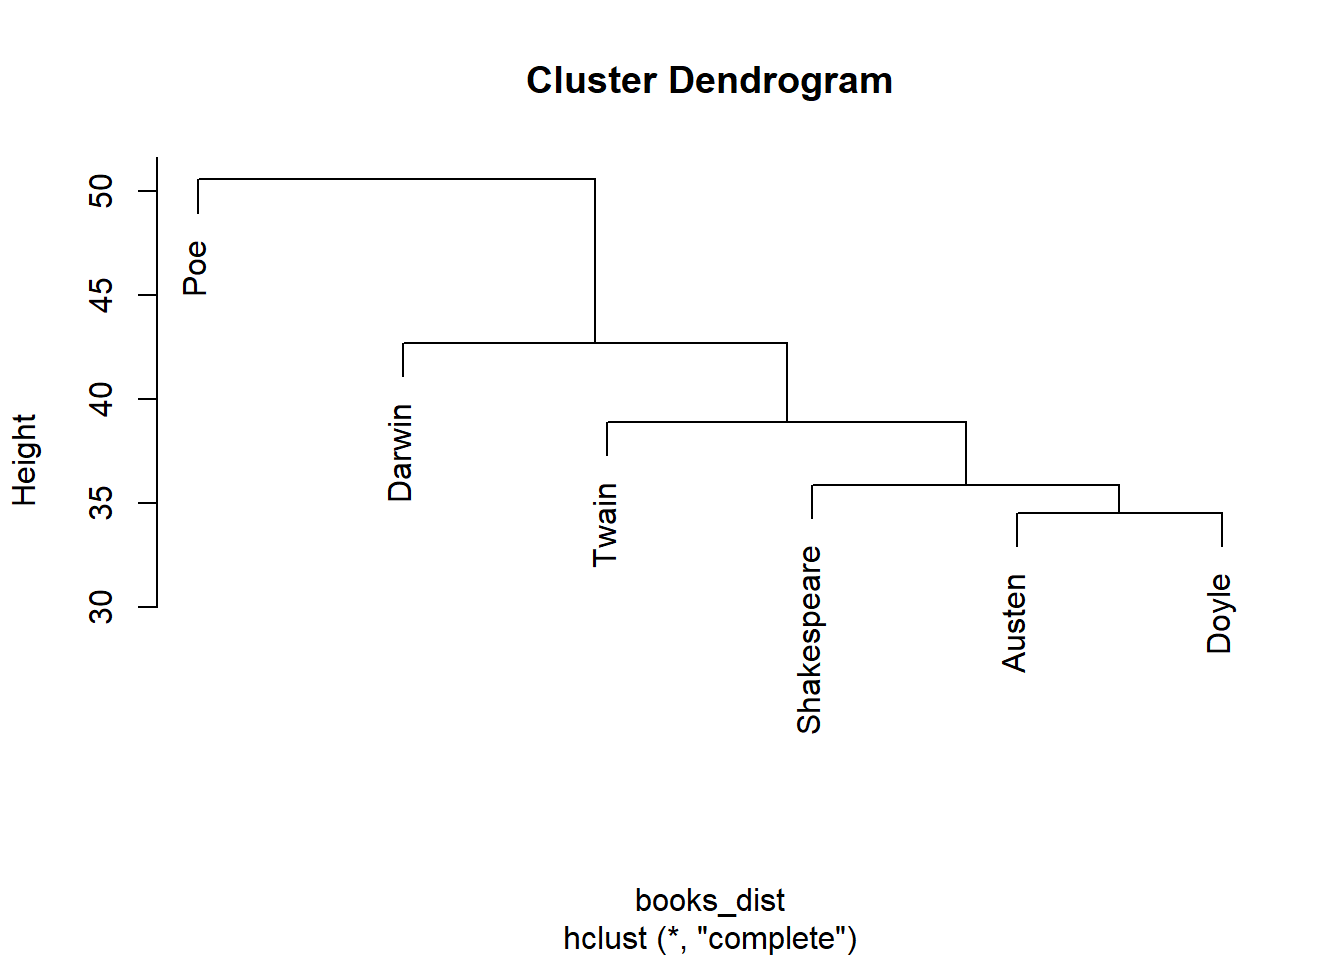 Cluster Dendrogram
Height
50
45
40
35
30
Poe
Darwin
Twain
Shakespeare
Austen
Doyle
books_dist
hclust (*, "complete")